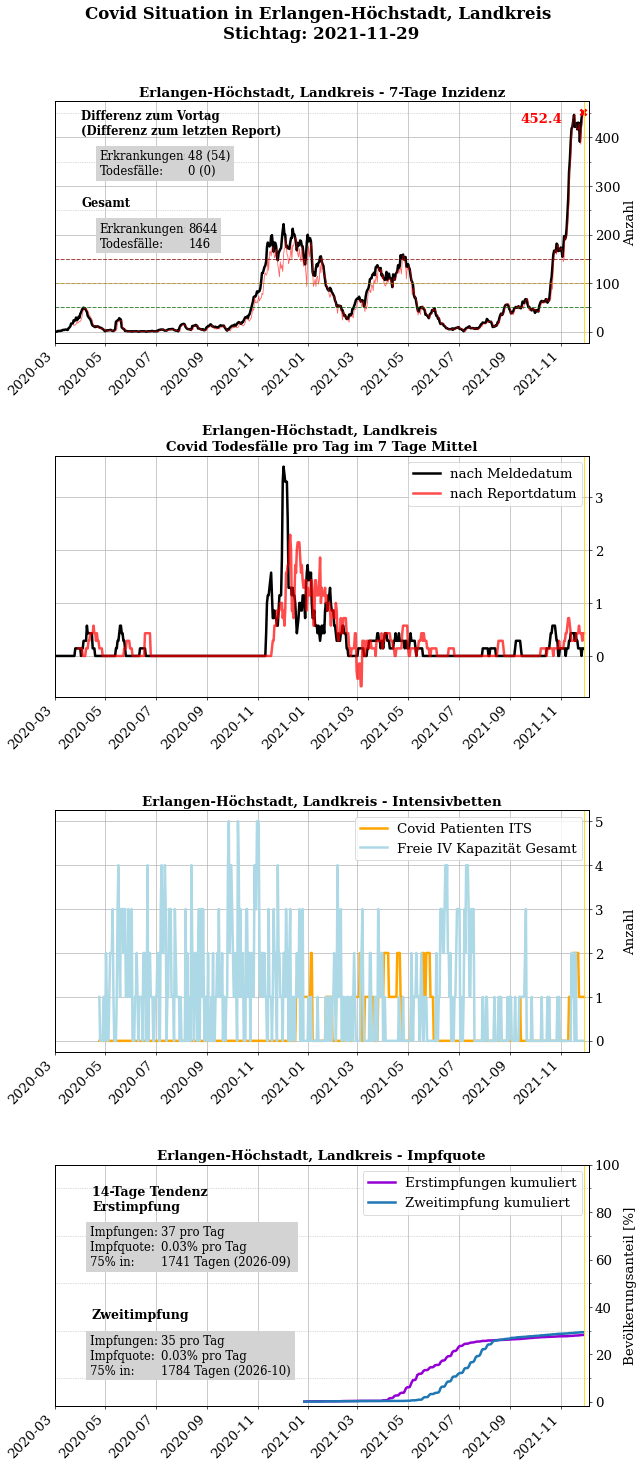 Covid Situation in Erlangen-Höchstadt, Landkreis
Stichtag: 2021-11-29
Erlangen-Höchstadt, Landkreis - 7-Tage Inzidenz
Differenz zum Vortag
(Differenz zum letzten Report)
Erkrankungen 48 (54)
Todesfälle: 0 (0)
Gesamt
Erkrankungen 8644
Todesfälle: 146
452.4
400
300
200
100
0
Anzahl
2020-03
2020-05
2020-07
2020-09
2020-11
2021-01
2021-03
2021-05
2021-07
2021-09
2021-11
Erlangen-Höchstadt, Landkreis
Covid Todesfälle pro Tag im 7 Tage Mittel
nach Meldedatum
nach Reportdatum
3
2
1
0
2020-03
2020-05
2020-07
2020-09
2020-11
2021-01
2021-03
2021-05
2021-07
2021-09
2021-11
Erlangen-Höchstadt, Landkreis - Intensivbetten
Covid Patienten ITS
Freie IV Kapazität Gesamt
5
4
3
2
1
0
Anzahl
2020-03
2020-05
2020-07
2020-09
2020-11
2021-01
2021-03
2021-05
2021-07
2021-09
2021-11
Erlangen-Höchstadt, Landkreis - Impfquote
14-Tage Tendenz
Erstimpfung
Impfungen: 37 pro Tag
Impfquote: 0.03% pro Tag
75% in: 1741 Tagen (2026-09)
Zweitimpfung
Impfungen: 35 pro Tag
Impfquote: 0.03% pro Tag
75% in: 1784 Tagen (2026-10)
Erstimpfungen kumuliert
Zweitimpfung kumuliert
100
80
60
40
20
0
Bevölkerungsanteil [%]
2020-03
2020-05
2020-07
2020-09
2020-11
2021-01
2021-03
2021-05
2021-07
2021-09
2021-11